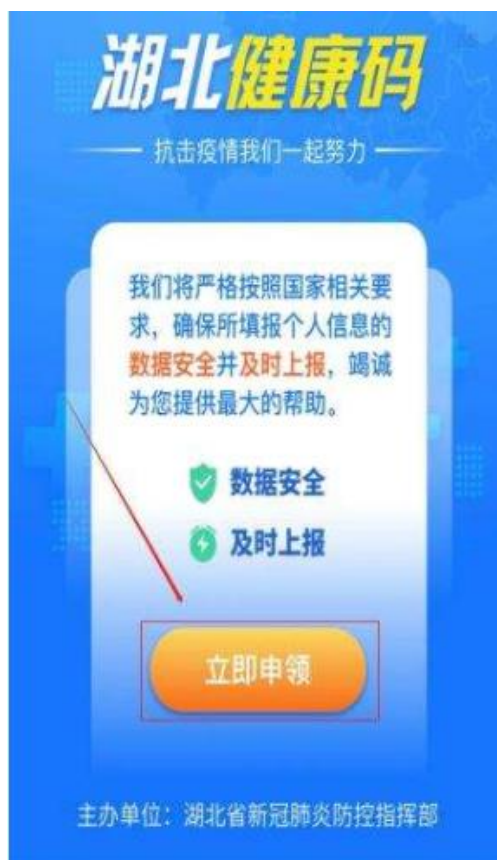 湖北健康码
抗击疫情我们一起努力
我们将严格按照国家相关要
求，确保所填报个人信息的
数据安全并及时上报，竭诚
为您提供最大的帮助。
数据安全
及时上报
立即申领
主办单位：湖北省新冠肺炎防控指挥部